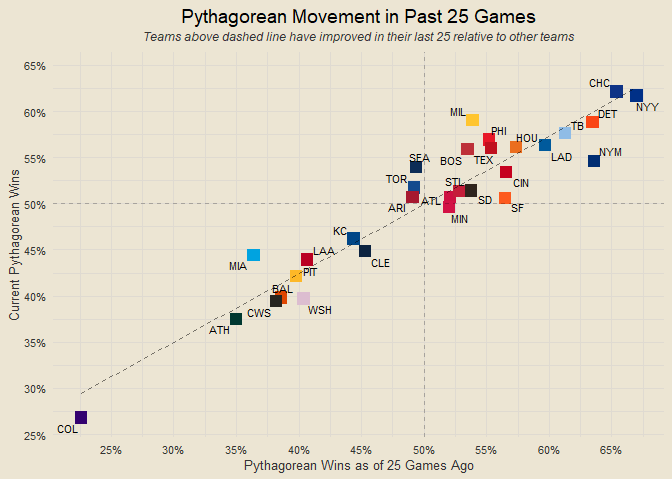 Pythagorean Movement in Past 25 Games
Teams above dashed line have improved in their last 25 relative to other teams
65%
CHC
NYY
60%
MIL
DET
TB
PHI
HOU
55%
BOS
TEX
LAD
NYM
SEA
TOR
STL
CIN
ARI
ATL
SD
SF
50%
MIN
KC
45%
MIA
LAA
CLE
PIT
40%
BAL
CWS
WSH
ATH
35%
30%
COL
25%
Current Pythagorean Wins
25% 30% 35% 40% 45% 50% 55% 60% 65%
Pythagorean Wins as of 25 Games Ago